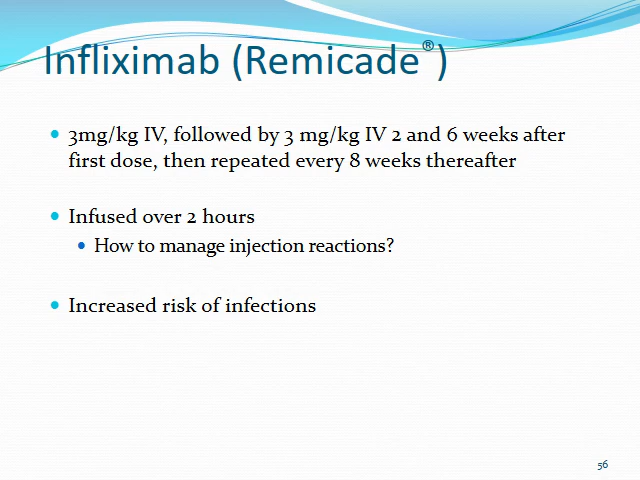 Infliximab (Remicade®)
• 3mg/kg IV, followed by 3 mg/kg IV 2 and 6 weeks after
first dose, then repeated every 8 weeks thereafter
• Infused over 2 hours
• How to manage injection reactions?
• Increased risk of infections
56